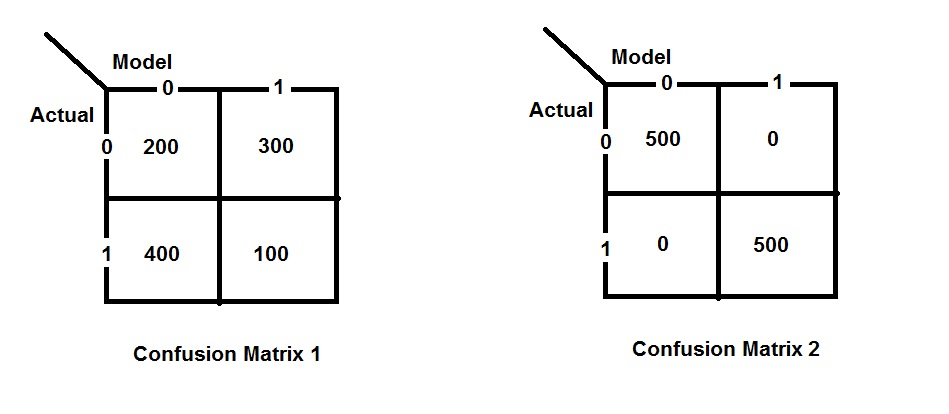 Model
0 1
Actual
0 200 300
1 400 100
Confusion Matrix 1
Model
0 1
Actual
0 500 0
1 0 500
Confusion Matrix 2